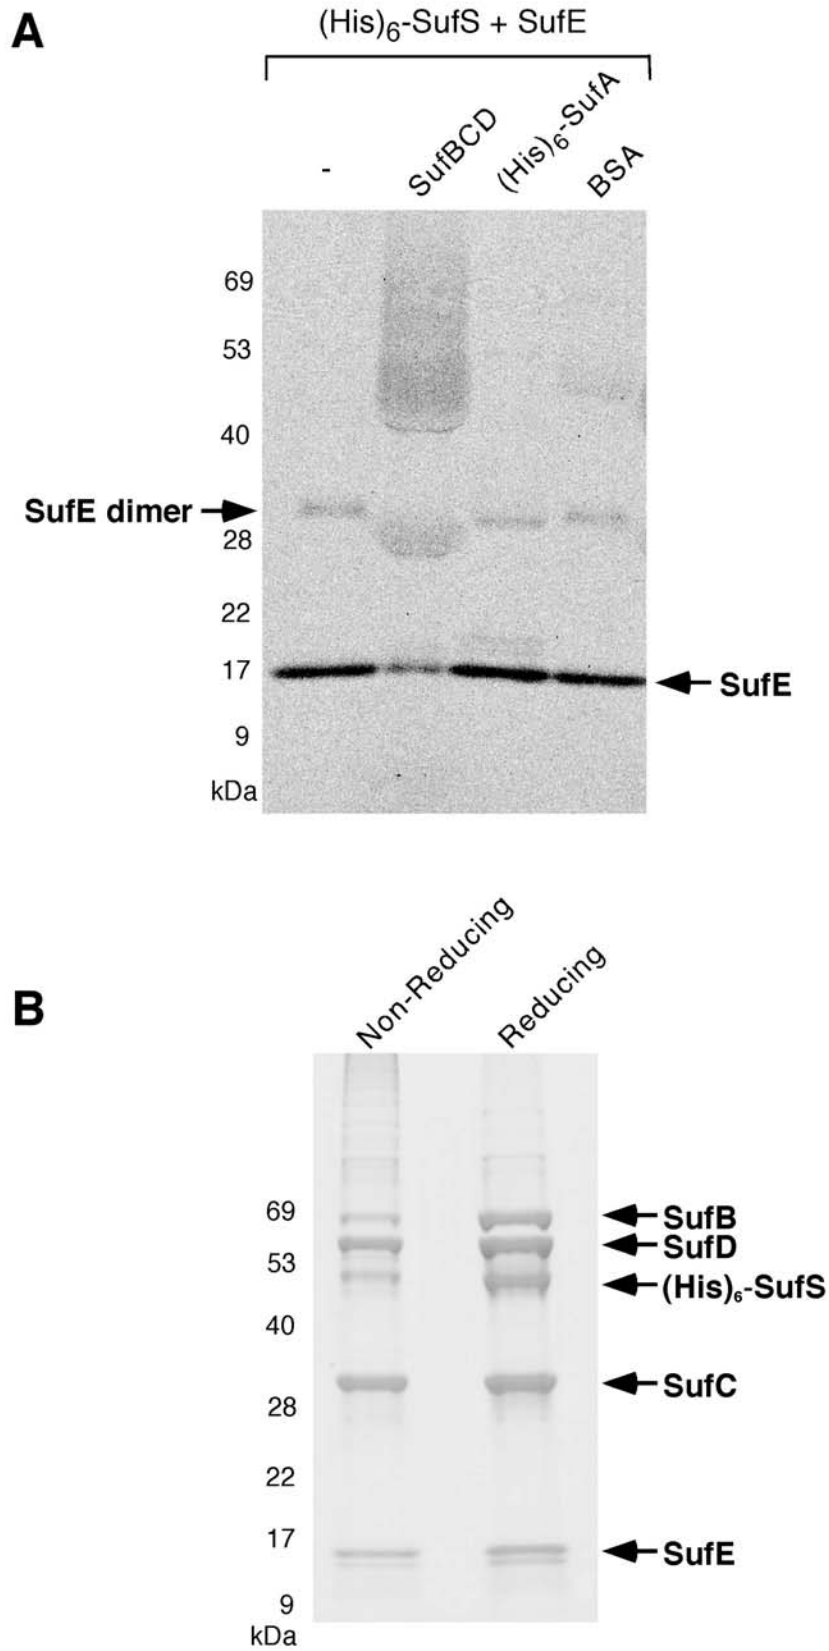 A
(His)6-SufS + SufE
-
SufBCD
(His)6-SufA
BSA
69
53
40
SufE dimer
28
22
17
SufE
9
kDa
B
Non-Reducing
Reducing
69
SufB
SufD
53
(His)6-SufS
40
SufC
28
22
17
SufE
9
kDa